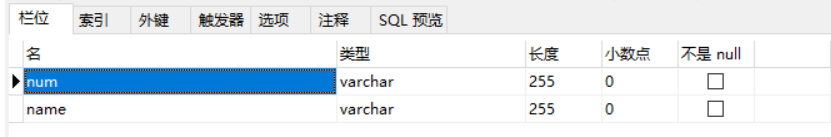 栏位 索引 外键 触发器 选项 注释 SQL 预览
名 类型 长度 小数点 不是 null
num varchar 255 0
name varchar 255 0